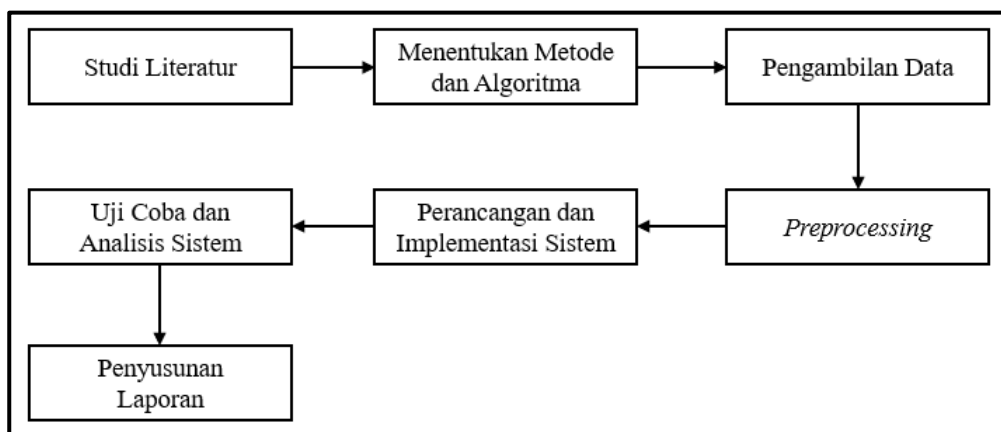 Studi Literatur
Menentukan Metode
dan Algoritma
Pengambilan Data
Preprocessing
Perancangan dan
Implementasi Sistem
Uji Coba dan
Analisis Sistem
Penyusunan
Laporan